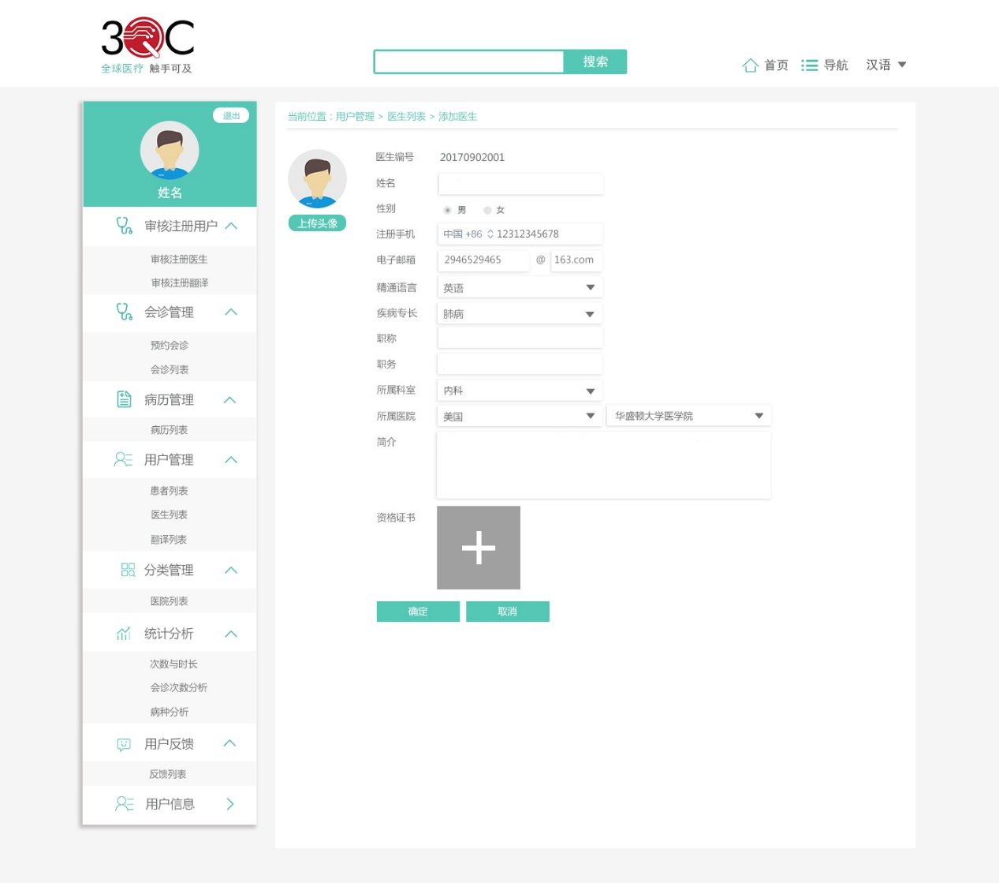 3QC
全球医疗 触手可及
搜索
首页 导航 汉语
退出
姓名
审核注册用户
审核注册医生
审核注册翻译
会诊管理
预约会诊
会诊列表
病历管理
病历列表
用户管理
患者列表
医生列表
翻译列表
分类管理
医院列表
统计分析
次数与时长
会诊次数分析
病种分析
用户反馈
反馈列表
用户信息
当前位置：用户管理 > 医生列表 > 添加医生
上传头像
医生编号 20170902001
姓名
性别 男 女
注册手机 中国 +86 12312345678
电子邮箱 2946529465 @ 163.com
精通语言 英语
疾病专长 肺病
职称
职务
所属科室 内科
所属医院 美国 华盛顿大学医学院
简介
资格证书
确定 取消